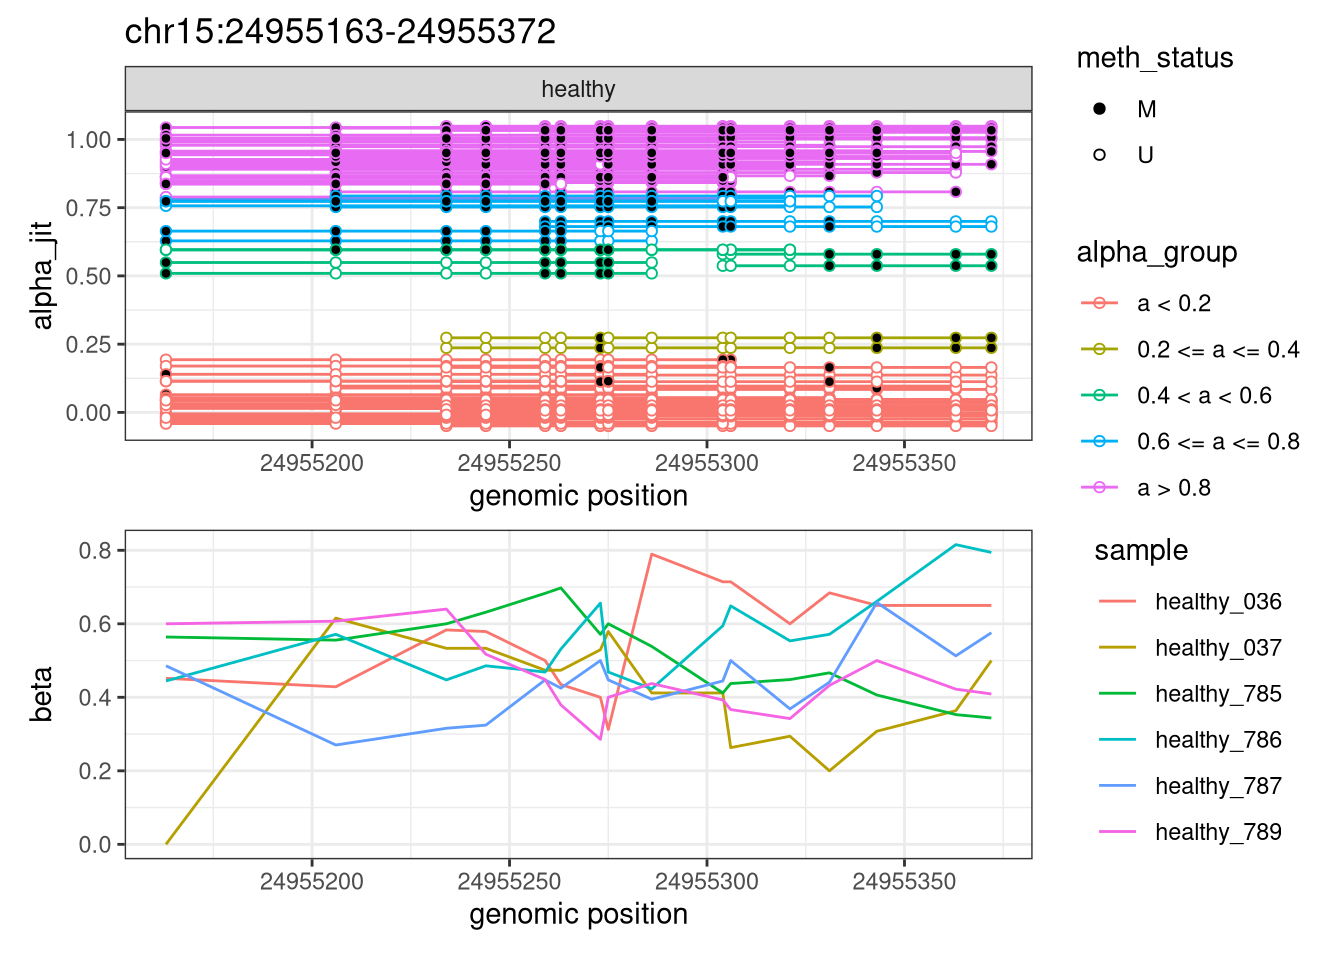 chr15:24955163-24955372
healthy
1.00
0.75
0.50
0.25
0.00
alpha_jit
24955200 24955250 24955300 24955350
genomic position
meth_status
M
U
alpha_group
a < 0.2
0.2 <= a <= 0.4
0.4 < a < 0.6
0.6 <= a <= 0.8
a > 0.8
0.8
0.6
0.4
0.2
0.0
beta
24955200 24955250 24955300 24955350
genomic position
sample
healthy_036
healthy_037
healthy_785
healthy_786
healthy_787
healthy_789